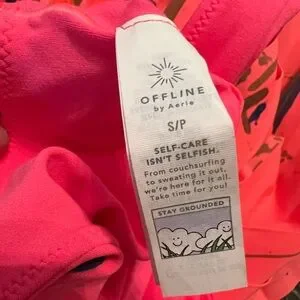 OFFLINE
by Aerie
S/P
SELF-CARE
ISN'T SELFISH.
From couchsurfing
to sweating it out,
we're here for it all.
Take time for you!
STAY GROUNDED